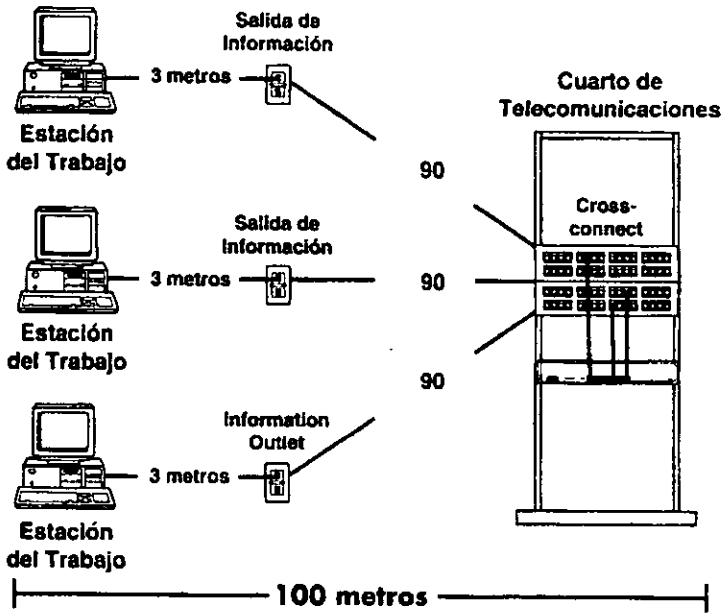 Salida de
Información
3 metros
Estación
del Trabajo
90
Cuarto de
Telecomunicaciones
Cross-
connect
Salida de
Información
3 metros
Estación
del Trabajo
90
90
Information
Outlet
3 metros
Estación
del Trabajo
100 metros